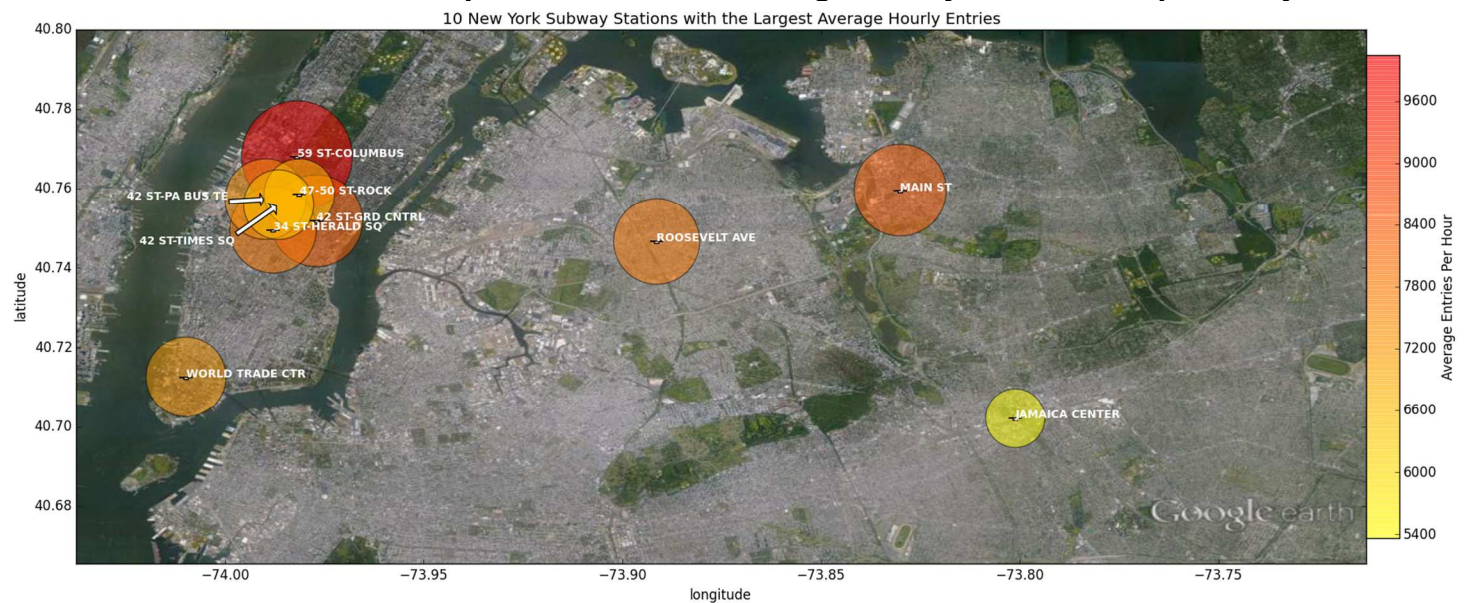 10 New York Subway Stations with the Largest Average Hourly Entries
40.80
40.78
40.76
40.74
40.72
40.70
40.68
latitude
59 ST-COLUMBUS
47-50 ST-ROCK
42 ST-PA BUS TE
42 ST-GRD CNTRL
34 ST-HERALD SQ
42 ST-TIMES SQ
MAIN ST
ROOSEVELT AVE
WORLD TRADE CTR
JAMAICA CENTER
Google earth
−74.00
−73.95
−73.90
−73.85
−73.80
−73.75
longitude
9600
9000
8400
7800
7200
6600
6000
5400
Average Entries Per Hour